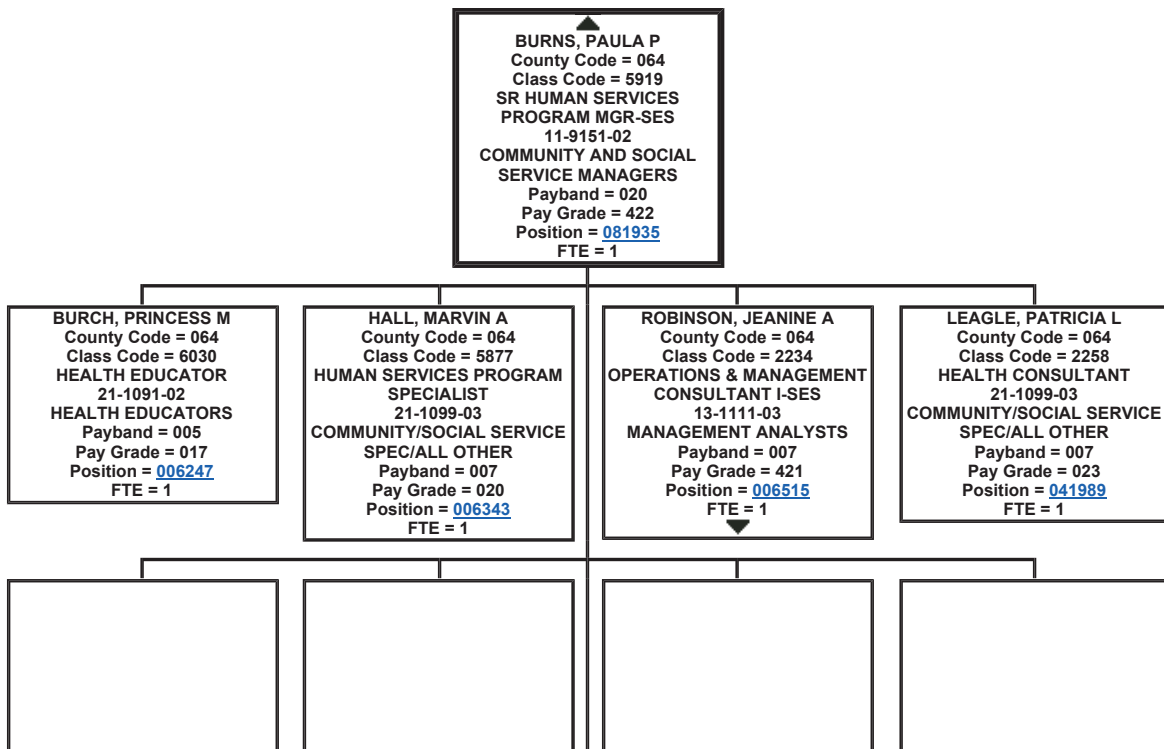 BURNS, PAULA P
County Code = 064
Class Code = 5919
SR HUMAN SERVICES
PROGRAM MGR-SES
11-9151-02
COMMUNITY AND SOCIAL
SERVICE MANAGERS
Payband = 020
Pay Grade = 422
Position = 081935
FTE = 1
BURCH, PRINCESS M
County Code = 064
Class Code = 6030
HEALTH EDUCATOR
21-1091-02
HEALTH EDUCATORS
Payband = 005
Pay Grade = 017
Position = 006247
FTE = 1
HALL, MARVIN A
County Code = 064
Class Code = 5877
HUMAN SERVICES PROGRAM
SPECIALIST
21-1099-03
COMMUNITY/SOCIAL SERVICE
SPEC/ALL OTHER
Payband = 007
Pay Grade = 020
Position = 006343
FTE = 1
ROBINSON, JEANINE A
County Code = 064
Class Code = 2234
OPERATIONS & MANAGEMENT
CONSULTANT I-SES
13-1111-03
MANAGEMENT ANALYSTS
Payband = 007
Pay Grade = 421
Position = 006515
FTE = 1
LEAGLE, PATRICIA L
County Code = 064
Class Code = 2258
HEALTH CONSULTANT
21-1099-03
COMMUNITY/SOCIAL SERVICE
SPEC/ALL OTHER
Payband = 007
Pay Grade = 023
Position = 041989
FTE = 1